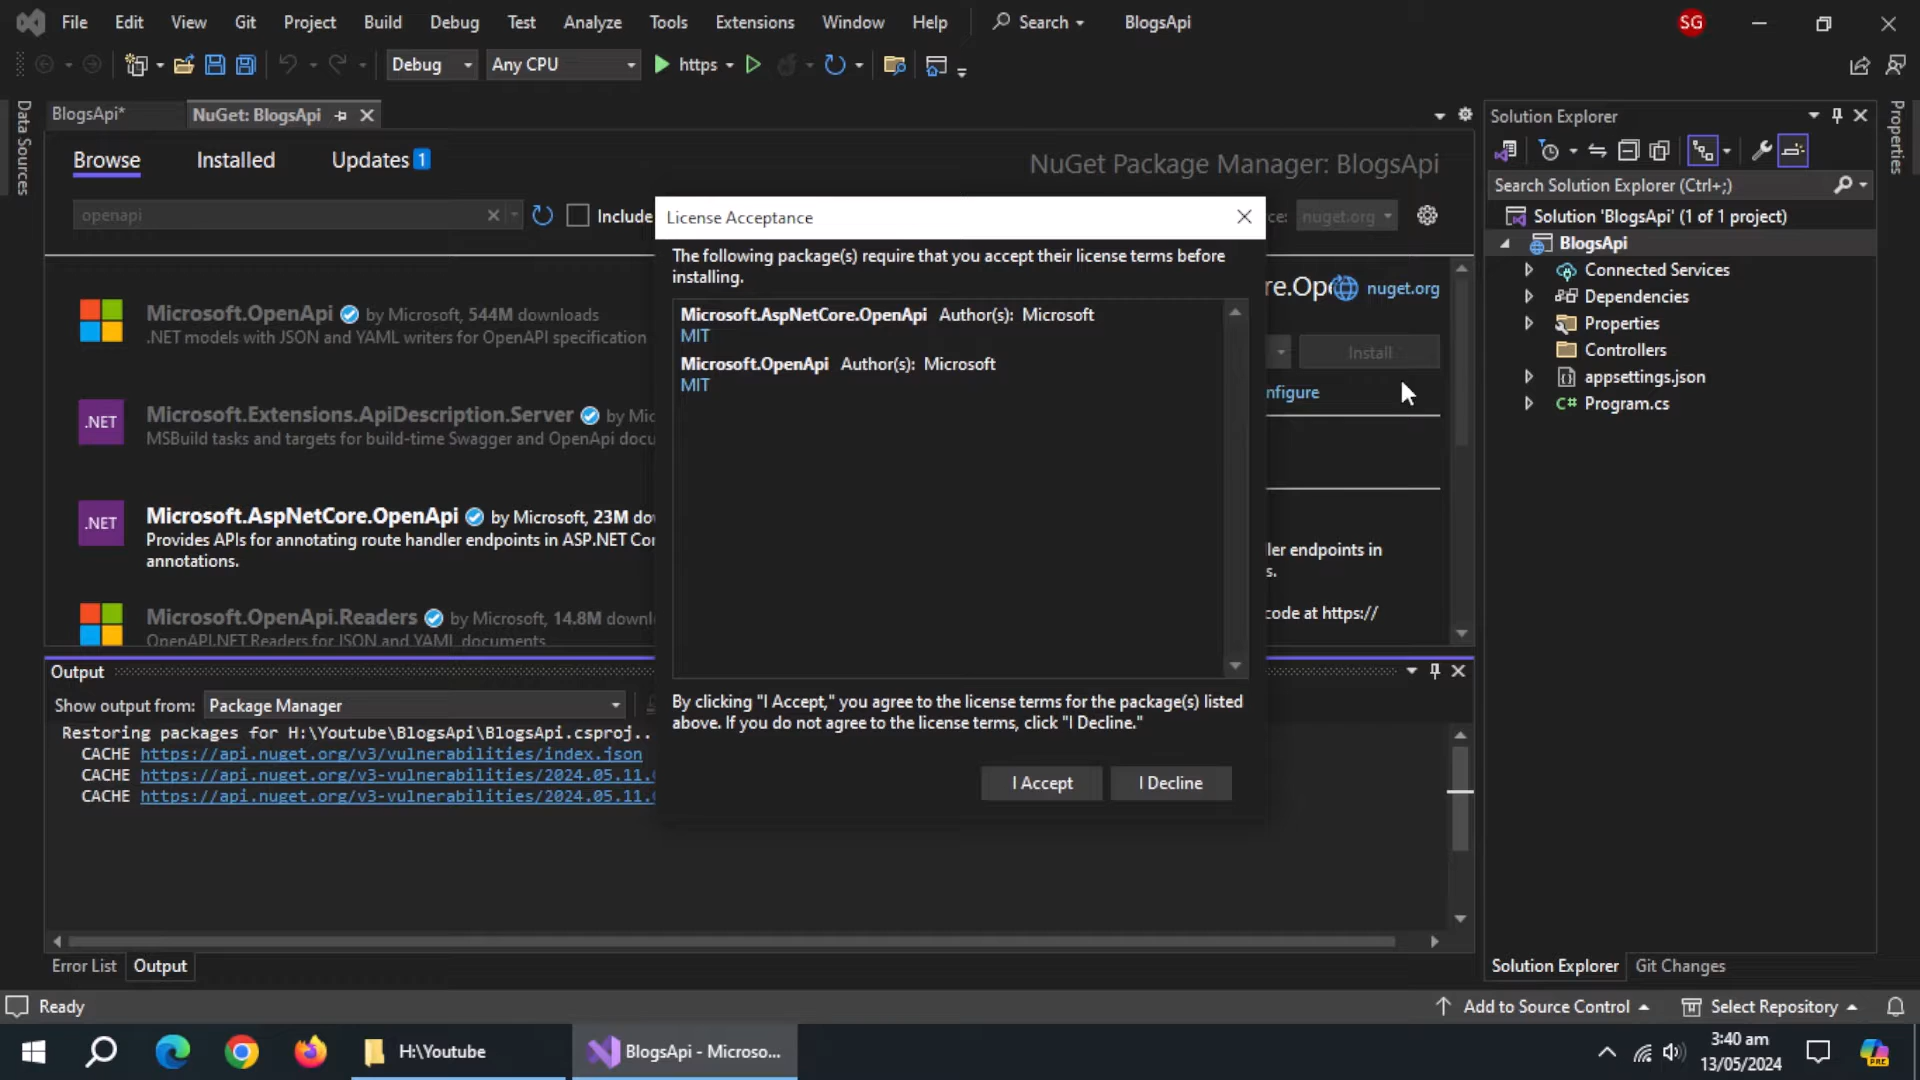 File Edit View Git Project Build Debug Test Analyze Tools Extensions Window Help Search BlogsApi SG
Debug Any CPU https
Data Sources
BlogsApi*
NuGet: BlogsApi
Browse Installed Updates 1
NuGet Package Manager: BlogsApi
openapi
Include
ce: nuget.org
Microsoft.OpenApi by Microsoft, 544M downloads
.NET models with JSON and YAML writers for OpenAPI specification
.NET
Microsoft.Extensions.ApiDescription.Server by Mic
MSBuild tasks and targets for build-time Swagger and OpenApi docu
.NET
Microsoft.AspNetCore.OpenApi by Microsoft, 23M do
Provides APIs for annotating route handler endpoints in ASP.NET Cor
annotations.
Microsoft.OpenApi.Readers by Microsoft, 14.8M downl
OpenAPI.NET Readers for JSON and YAML documents
re.Ope nuget.org
Install
nfigure
ler endpoints in
s.
code at https://
License Acceptance
The following package(s) require that you accept their license terms before
installing.
Microsoft.AspNetCore.OpenApi Author(s): Microsoft
MIT
Microsoft.OpenApi Author(s): Microsoft
MIT
By clicking "I Accept," you agree to the license terms for the package(s) listed
above. If you do not agree to the license terms, click "I Decline."
I Accept I Decline
Output
Show output from: Package Manager
Restoring packages for H:\Youtube\BlogsApi\BlogsApi.csproj..
CACHE https://api.nuget.org/v3/vulnerabilities/index.json
CACHE https://api.nuget.org/v3-vulnerabilities/2024.05.11.
CACHE https://api.nuget.org/v3-vulnerabilities/2024.05.11.
Error List Output
Solution Explorer
Search Solution Explorer (Ctrl+;)
Solution 'BlogsApi' (1 of 1 project)
BlogsApi
Connected Services
Dependencies
Properties
Controllers
appsettings.json
C# Program.cs
Solution Explorer Git Changes
Properties
Ready
Add to Source Control Select Repository
H:\Youtube
BlogsApi - Microso...
3:40 am
13/05/2024
PRE